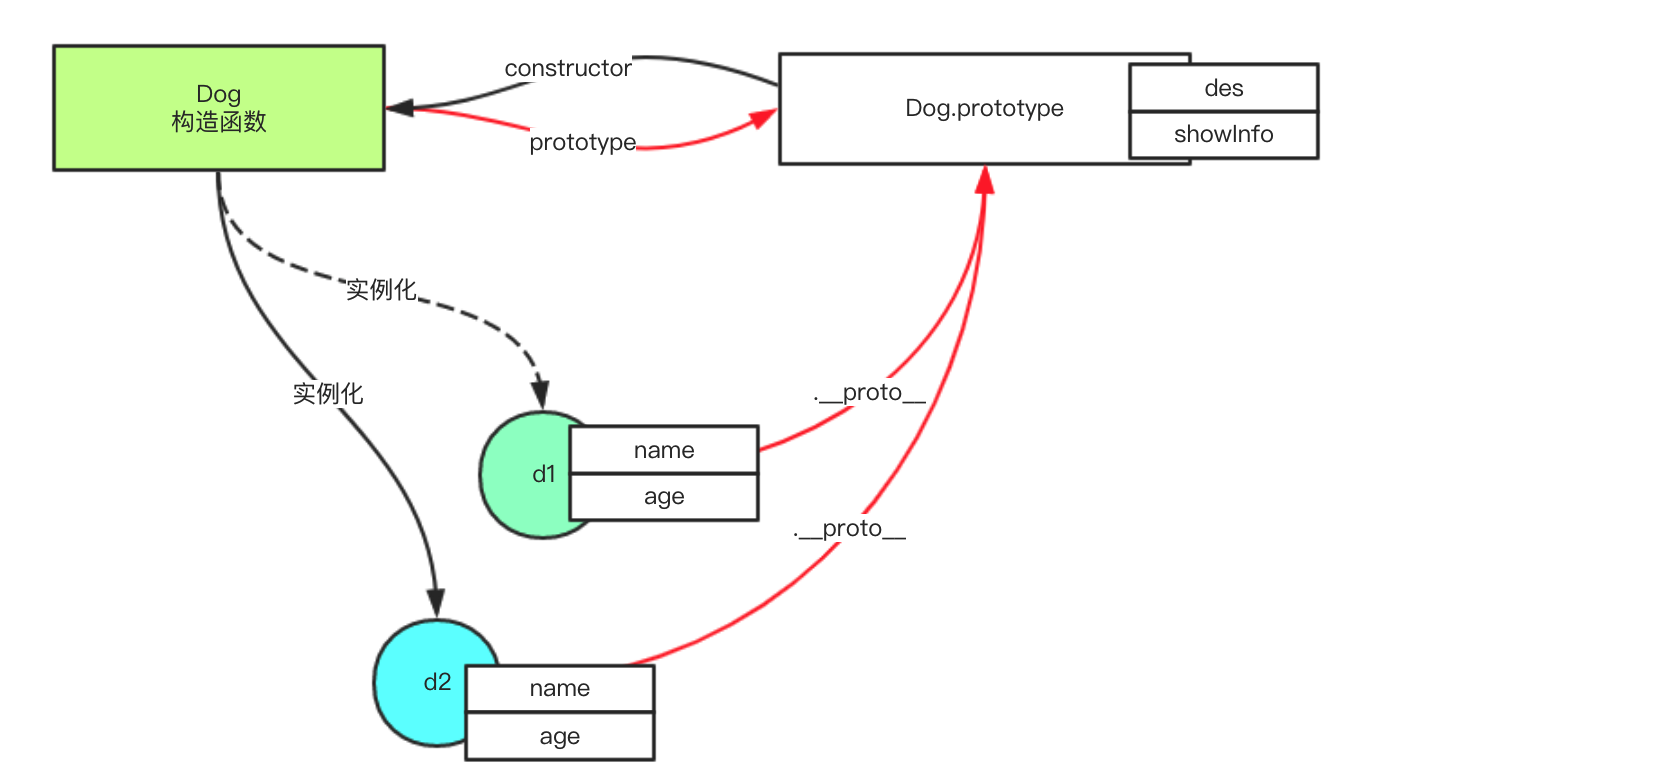 Dog
构造函数
constructor
prototype
Dog.prototype
des
showInfo
实例化
实例化
.__proto__
d1
name
age
.__proto__
d2
name
age